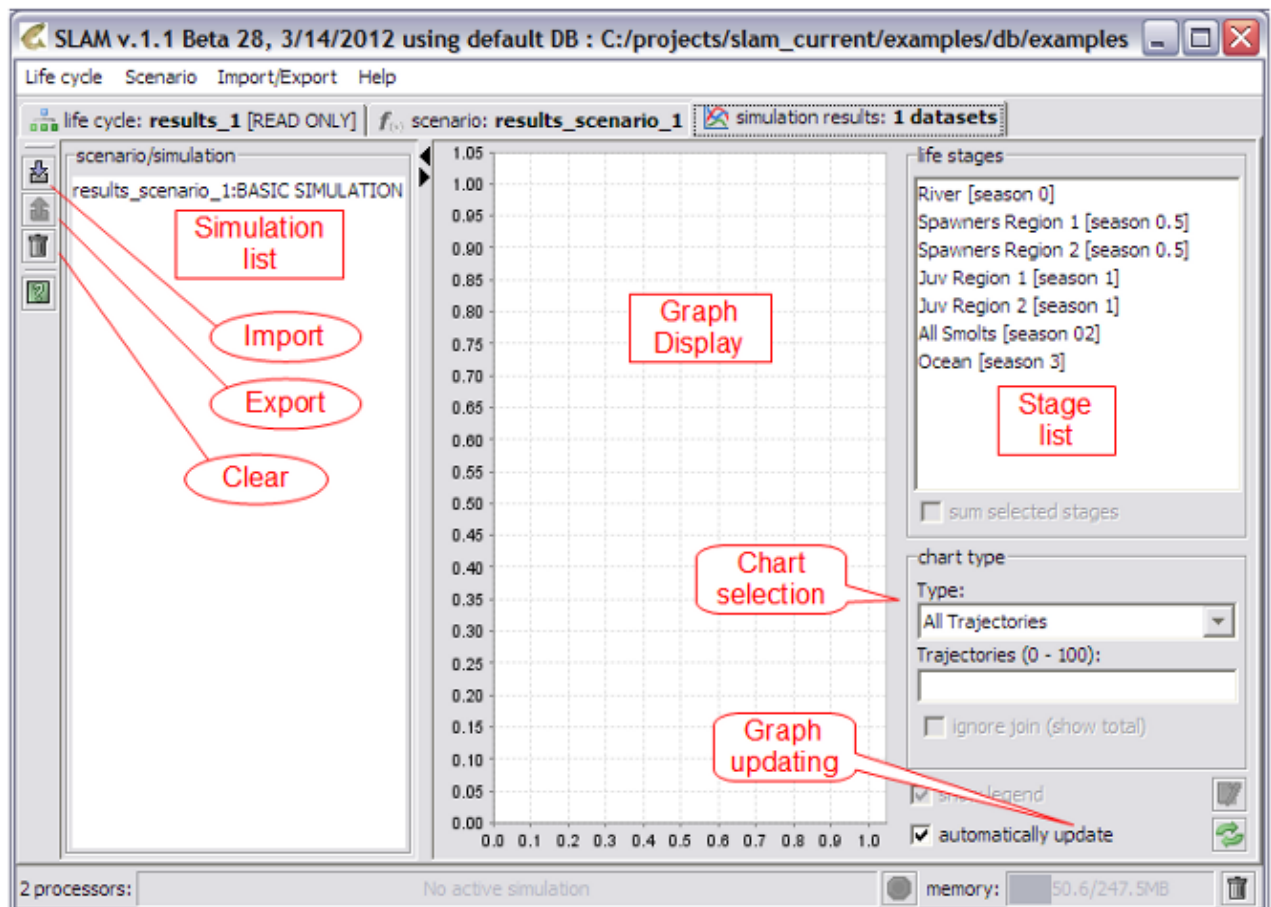 SLAM v.1.1 Beta 28, 3/14/2012 using default DB : C:/projects/slam_current/examples/db/examples
Life cycle Scenario Import/Export Help
life cycle: results_1 [READ ONLY]
f(x) scenario: results_scenario_1
simulation results: 1 datasets
scenario/simulation
results_scenario_1:BASIC SIMULATION
Simulation
list
Import
Export
Clear
1.05
1.00
0.95
0.90
0.85
0.80
0.75
0.70
0.65
0.60
0.55
0.50
0.45
0.40
0.35
0.30
0.25
0.20
0.15
0.10
0.05
0.00
0.0 0.1 0.2 0.3 0.4 0.5 0.6 0.7 0.8 0.9 1.0
Graph
Display
life stages
River [season 0]
Spawners Region 1 [season 0.5]
Spawners Region 2 [season 0.5]
Juv Region 1 [season 1]
Juv Region 2 [season 1]
All Smolts [season 02]
Ocean [season 3]
Stage
list
sum selected stages
Chart
selection
chart type
Type:
All Trajectories
Trajectories (0 - 100):
ignore join (show total)
Graph
updating
show legend
automatically update
2 processors:
No active simulation
memory:
50.6/247.5MB